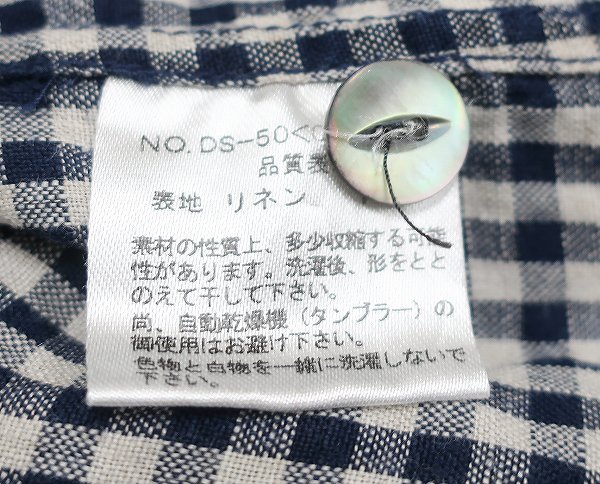 NO. DS-50<
品質表
表地 リネン
素材の性質上、多少収縮する可能
性があります。洗濯後、形をとと
のえて干して下さい。
尚、自動乾燥機（タンブラー）の
御使用はお避け下さい。
色物と白物を一緒に洗濯しないで
下さい。